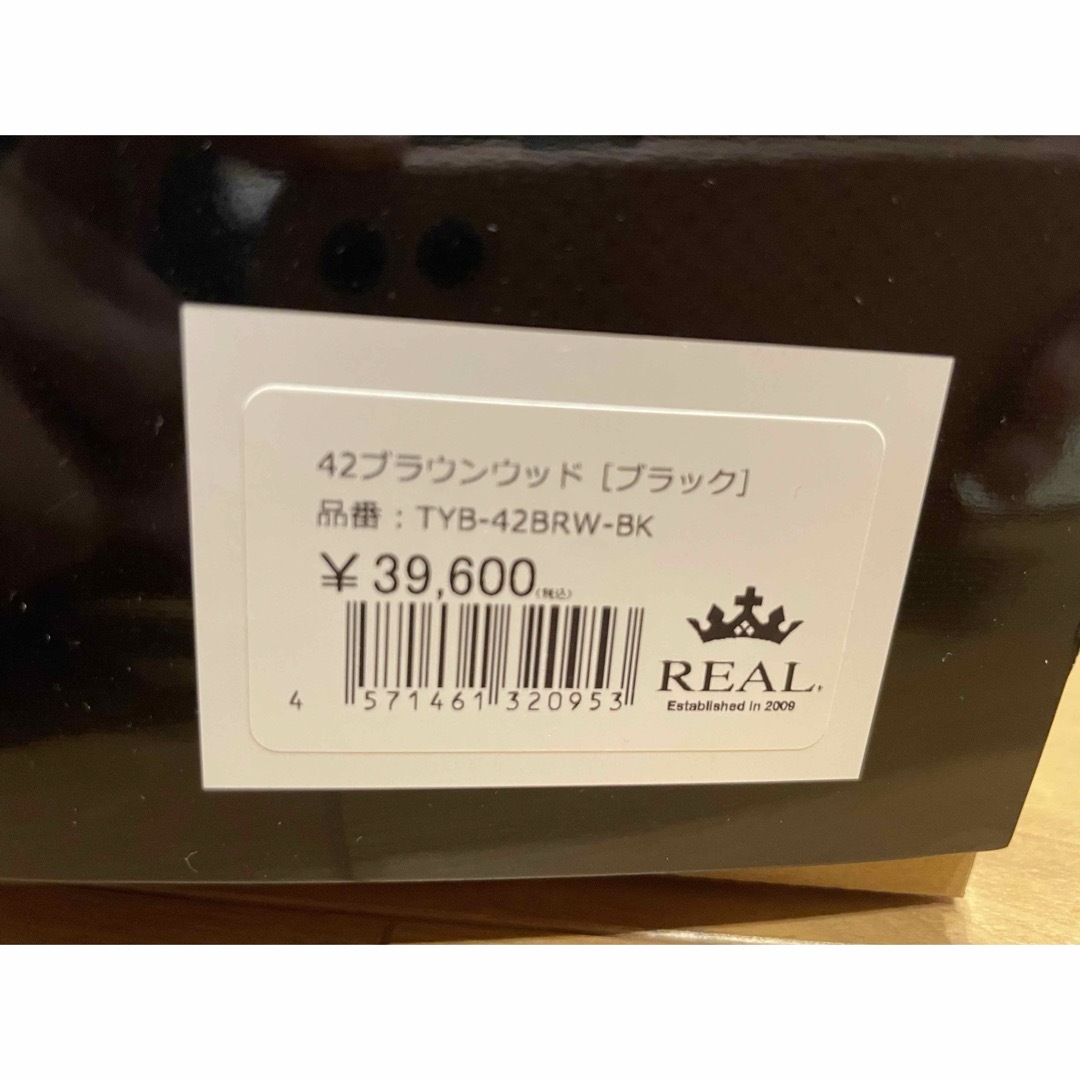 42ブラウンウッド [ブラック]
品番：TYB-42BRW-BK
￥39,600(税込)
4 571461 320953
REAL.
Established in 2009